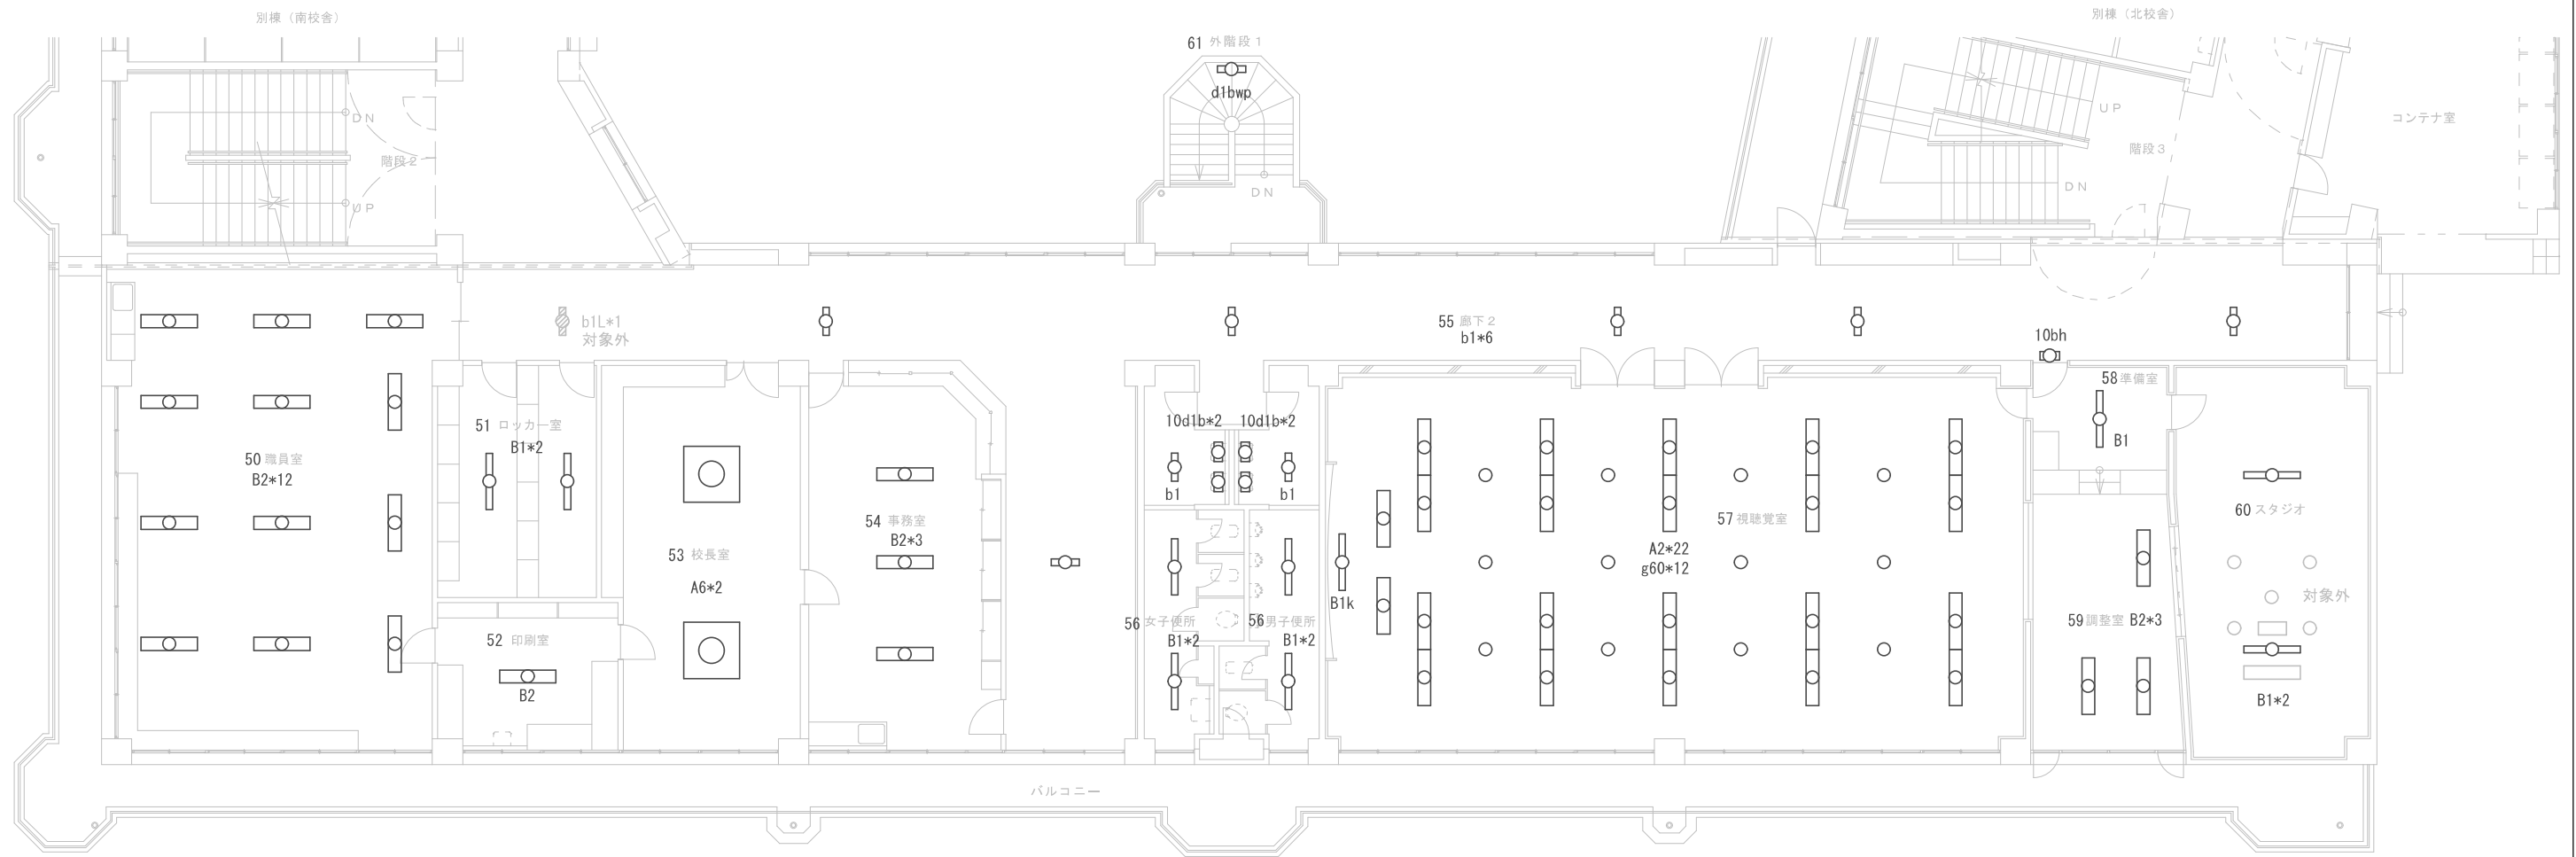 別棟（南校舎）
別棟（北校舎）
61 外階段１
d1bwp
ＤＮ
階段２
ＵＰ
ＤＮ
ＵＰ
階段３
ＤＮ
コンテナ室
b1L*1
対象外
55 廊下２
b1*6
10bh
50 職員室
B2*12
51 ロッカー室
B1*2
52 印刷室
B2
53 校長室
A6*2
54 事務室
B2*3
10d1b*2
10d1b*2
b1
b1
56 女子便所
B1*2
56 男子便所
B1*2
B1k
57 視聴覚室
A2*22
g60*12
58 準備室
B1
59 調整室 B2*3
60 スタジオ
対象外
B1*2
バルコニー